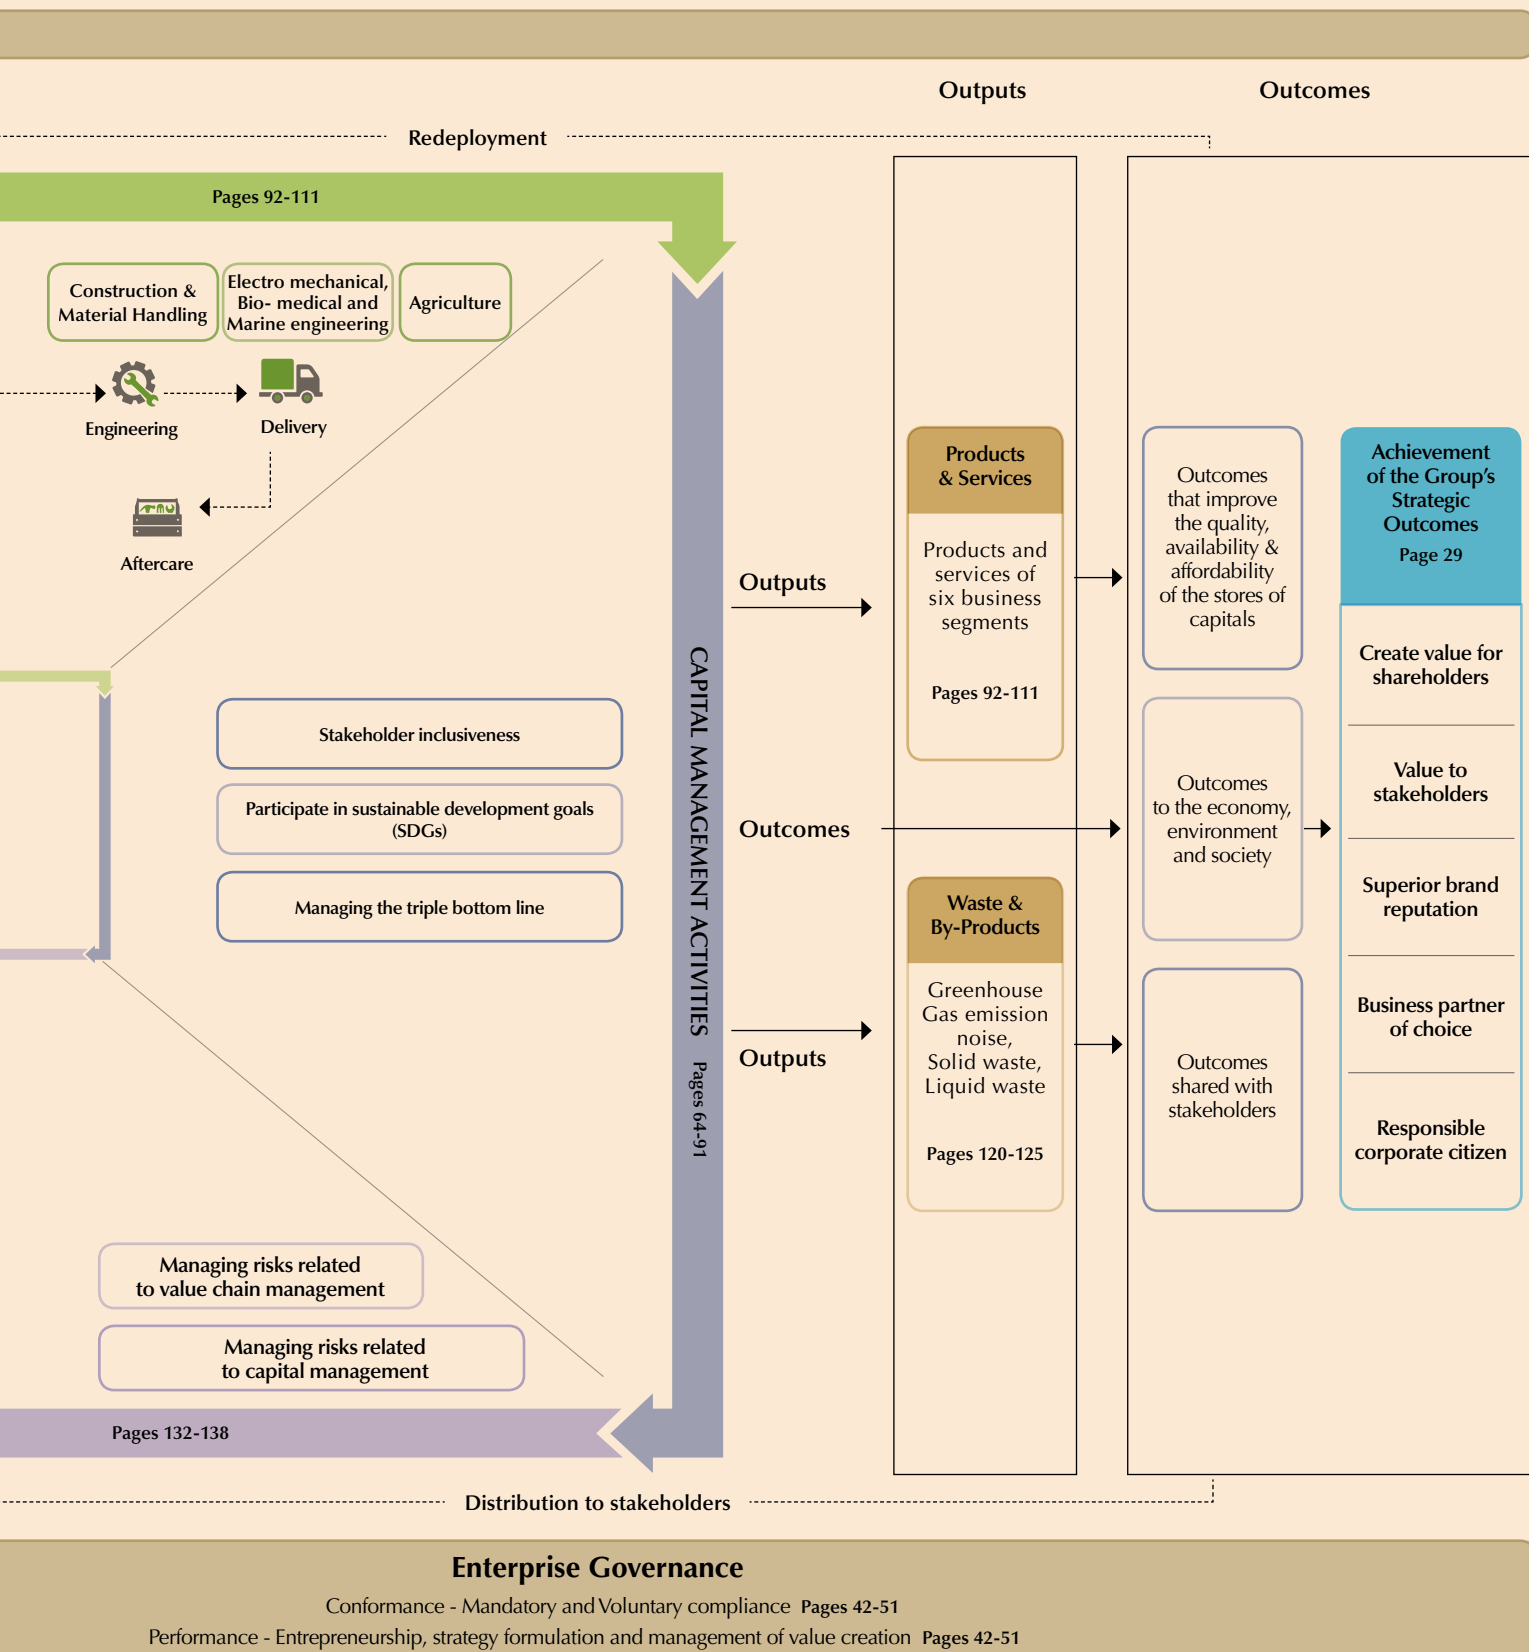 Outputs
Outcomes
Redeployment
Pages 92-111
Construction &
Material Handling
Electro mechanical,
Bio- medical and
Marine engineering
Agriculture
Engineering
Delivery
Aftercare
Stakeholder inclusiveness
Participate in sustainable development goals
(SDGs)
Managing the triple bottom line
CAPITAL MANAGEMENT ACTIVITIES Pages 64-91
Outputs
Outcomes
Outputs
Products
& Services
Products and
services of
six business
segments
Pages 92-111
Waste &
By-Products
Greenhouse
Gas emission
noise,
Solid waste,
Liquid waste
Pages 120-125
Outcomes
that improve
the quality,
availability &
affordability
of the stores of
capitals
Outcomes
to the economy,
environment
and society
Outcomes
shared with
stakeholders
Achievement
of the Group's
Strategic
Outcomes
Page 29
Create value for
shareholders
Value to
stakeholders
Superior brand
reputation
Business partner
of choice
Responsible
corporate citizen
Managing risks related
to value chain management
Managing risks related
to capital management
Pages 132-138
Distribution to stakeholders
Enterprise Governance
Conformance - Mandatory and Voluntary compliance Pages 42-51
Performance - Entrepreneurship, strategy formulation and management of value creation Pages 42-51